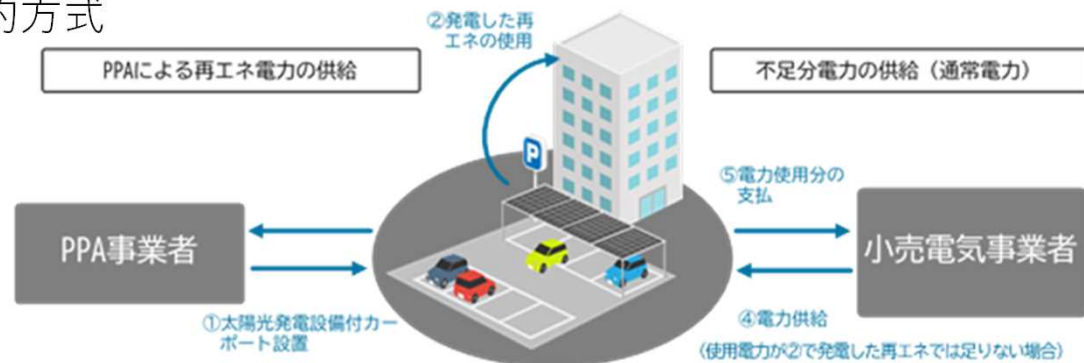 的方式
②発電した再
エネの使用
PPAによる再エネ電力の供給
不足分電力の供給（通常電力）
P
⑤電力使用分の
支払
PPA事業者
小売電気事業者
①太陽光発電設備付カー
ポート設置
④電力供給
（使用電力が②で発電した再エネでは足りない場合）